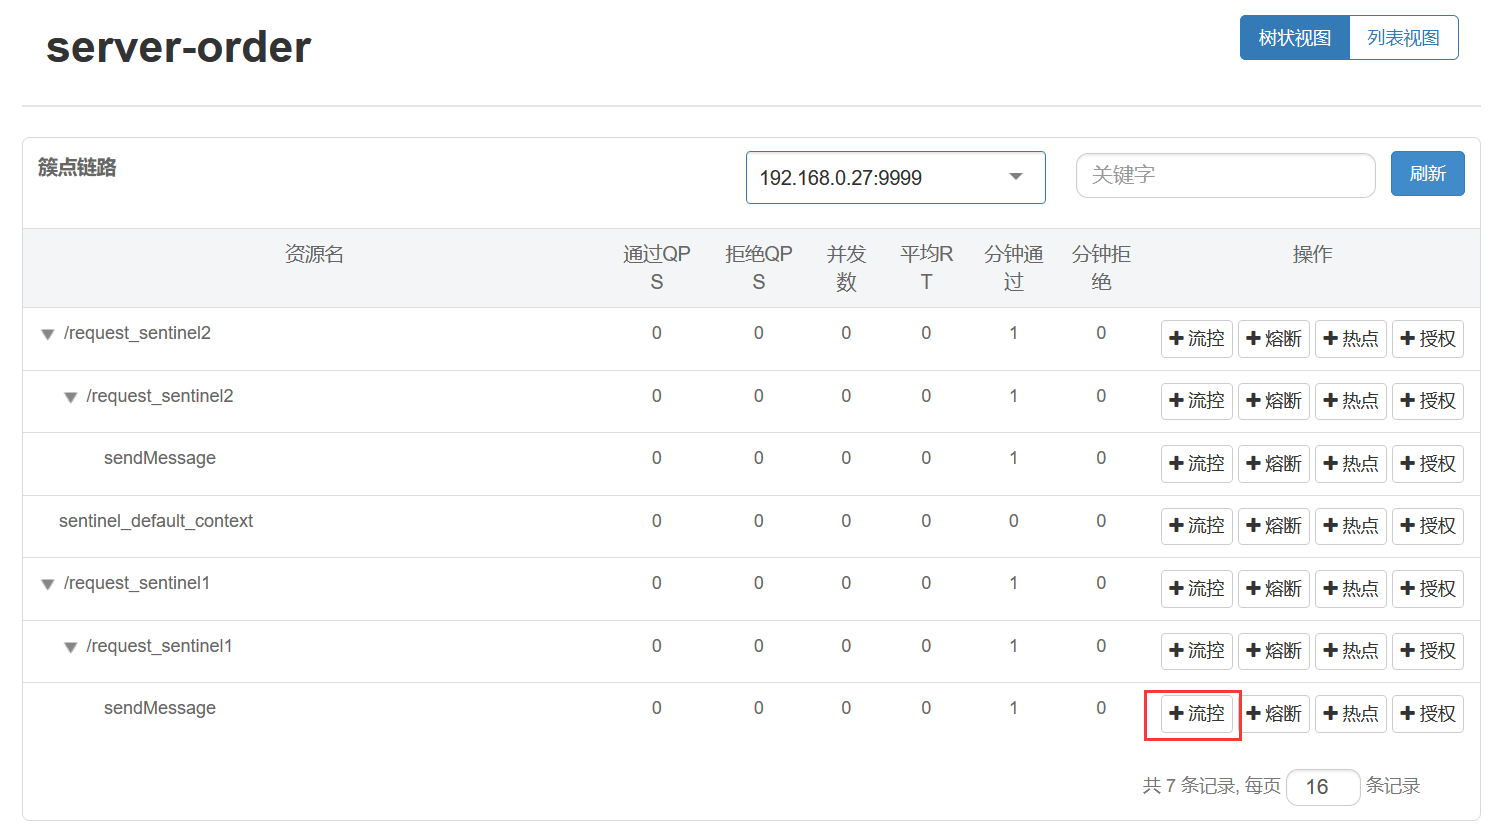 server-order
树状视图 列表视图
簇点链路 192.168.0.27:9999 关键字 刷新
资源名 通过QPS 拒绝QPS 并发数 平均RT 分钟通过 分钟拒绝 操作
/request_sentinel2 0 0 0 0 1 0 流控 熔断 热点 授权
/request_sentinel2 0 0 0 0 1 0 流控 熔断 热点 授权
sendMessage 0 0 0 0 1 0 流控 熔断 热点 授权
sentinel_default_context 0 0 0 0 0 0 流控 熔断 热点 授权
/request_sentinel1 0 0 0 0 1 0 流控 熔断 热点 授权
/request_sentinel1 0 0 0 0 1 0 流控 熔断 热点 授权
sendMessage 0 0 0 0 1 0 流控 熔断 热点 授权
共 7 条记录, 每页 16 条记录